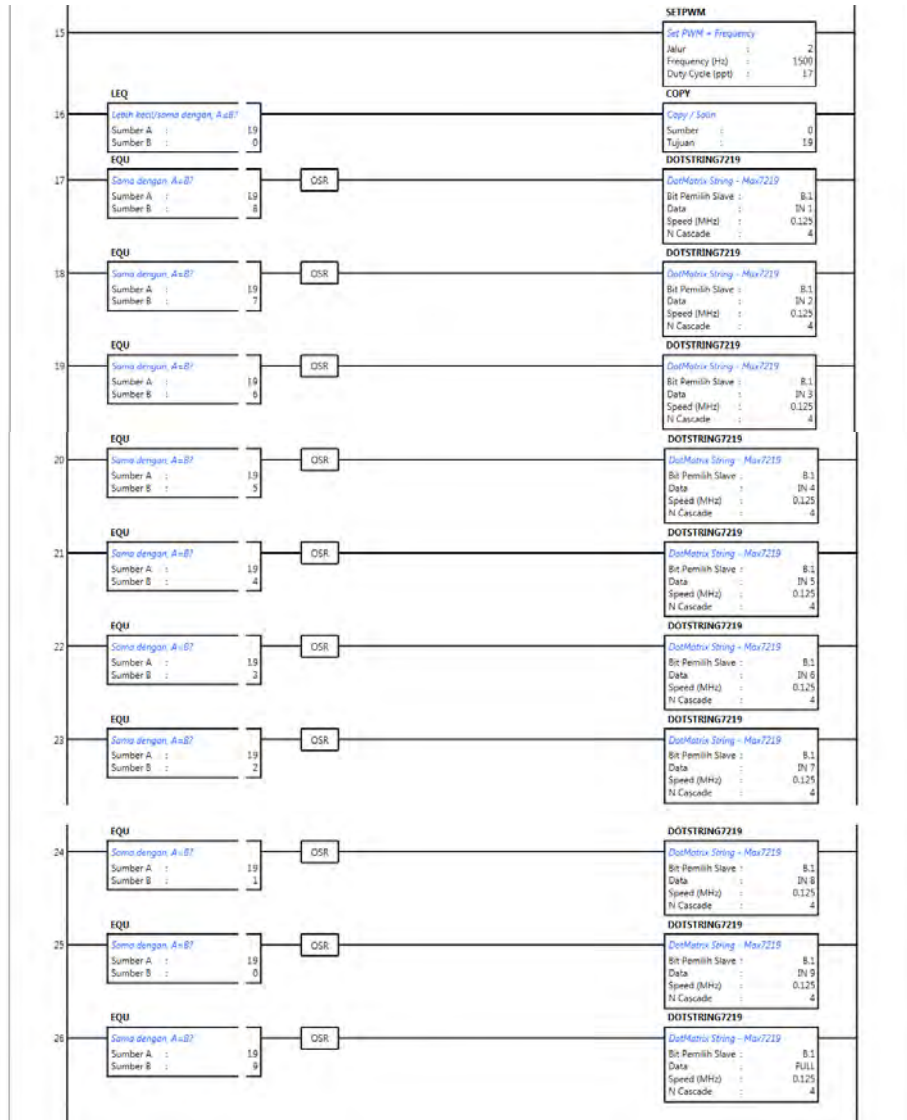 SETPWM
15
Set PWM + Frequency
Jalur : 2
Frequency (Hz) : 1500
Duty Cycle (ppt) : 17
LEQ
COPY
16
Lebih kecil/sama dengan, A≤B?
Copy / Salin
Sumber A : 19
Sumber : 0
Sumber B : 0
Tujuan : 19
EQU
DOTSTRING7219
17
Sama dengan, A=B?
OSR
DotMatrix String - Max7219
Sumber A : 19
Bit Pemilih Slave : B.1
Sumber B : 8
Data : IN 1
Speed (MHz) : 0.125
N Cascade : 4
EQU
DOTSTRING7219
18
Sama dengan, A=B?
OSR
DotMatrix String - Max7219
Sumber A : 19
Bit Pemilih Slave : B.1
Sumber B : 7
Data : IN 2
Speed (MHz) : 0.125
N Cascade : 4
EQU
DOTSTRING7219
19
Sama dengan, A=B?
OSR
DotMatrix String - Max7219
Sumber A : 19
Bit Pemilih Slave : B.1
Sumber B : 6
Data : IN 3
Speed (MHz) : 0.125
N Cascade : 4
EQU
DOTSTRING7219
20
Sama dengan, A=B?
OSR
DotMatrix String - Max7219
Sumber A : 19
Bit Pemilih Slave : B.1
Sumber B : 5
Data : IN 4
Speed (MHz) : 0.125
N Cascade : 4
EQU
DOTSTRING7219
21
Sama dengan, A=B?
OSR
DotMatrix String - Max7219
Sumber A : 19
Bit Pemilih Slave : B.1
Sumber B : 4
Data : IN 5
Speed (MHz) : 0.125
N Cascade : 4
EQU
DOTSTRING7219
22
Sama dengan, A=B?
OSR
DotMatrix String - Max7219
Sumber A : 19
Bit Pemilih Slave : B.1
Sumber B : 3
Data : IN 6
Speed (MHz) : 0.125
N Cascade : 4
EQU
DOTSTRING7219
23
Sama dengan, A=B?
OSR
DotMatrix String - Max7219
Sumber A : 19
Bit Pemilih Slave : B.1
Sumber B : 2
Data : IN 7
Speed (MHz) : 0.125
N Cascade : 4
EQU
DOTSTRING7219
24
Sama dengan, A=B?
OSR
DotMatrix String - Max7219
Sumber A : 19
Bit Pemilih Slave : B.1
Sumber B : 1
Data : IN 8
Speed (MHz) : 0.125
N Cascade : 4
EQU
DOTSTRING7219
25
Sama dengan, A=B?
OSR
DotMatrix String - Max7219
Sumber A : 19
Bit Pemilih Slave : B.1
Sumber B : 0
Data : IN 9
Speed (MHz) : 0.125
N Cascade : 4
EQU
DOTSTRING7219
26
Sama dengan, A=B?
OSR
DotMatrix String - Max7219
Sumber A : 19
Bit Pemilih Slave : B.1
Sumber B : 9
Data : FULL
Speed (MHz) : 0.125
N Cascade : 4